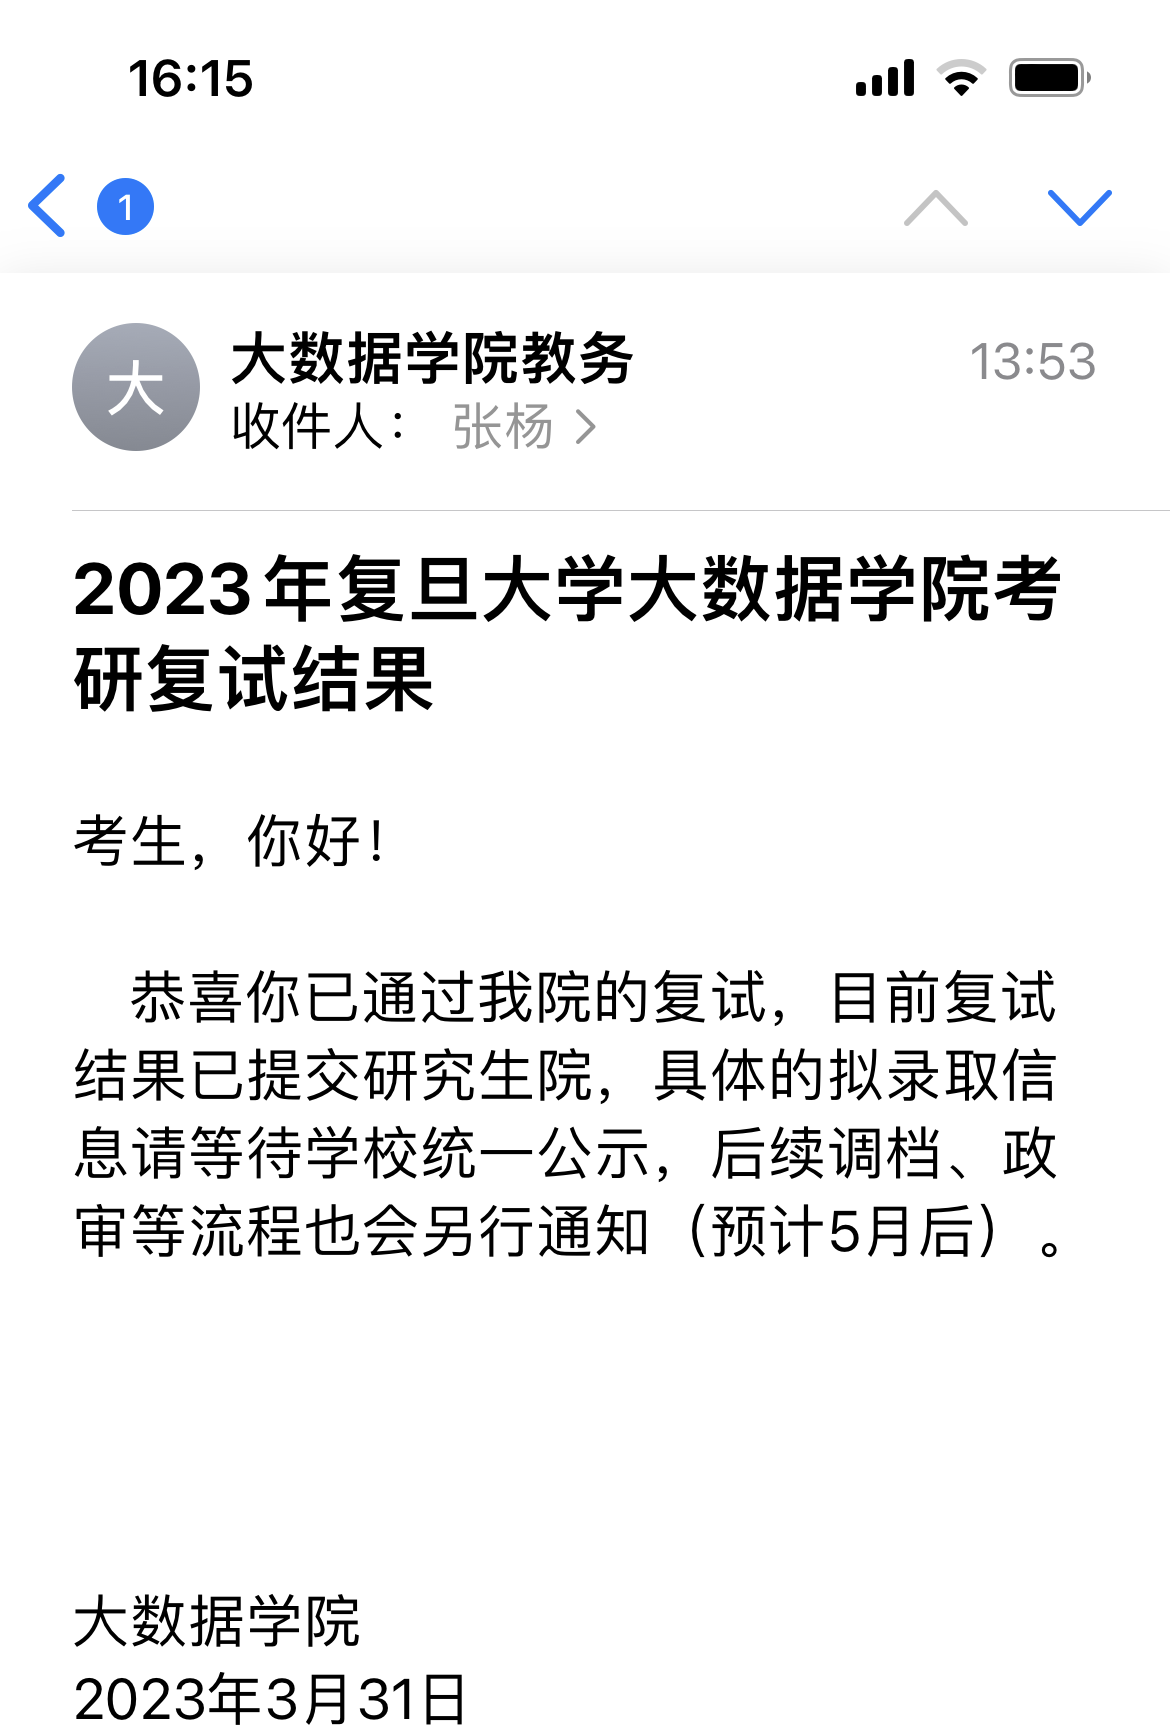 16:15
1
大
大数据学院教务
13:53
收件人： 张杨
2023年复旦大学大数据学院考
研复试结果
考生，你好！
恭喜你已通过我院的复试，目前复试
结果已提交研究生院，具体的拟录取信
息请等待学校统一公示，后续调档、政
审等流程也会另行通知（预计5月后）。
大数据学院
2023年3月31日